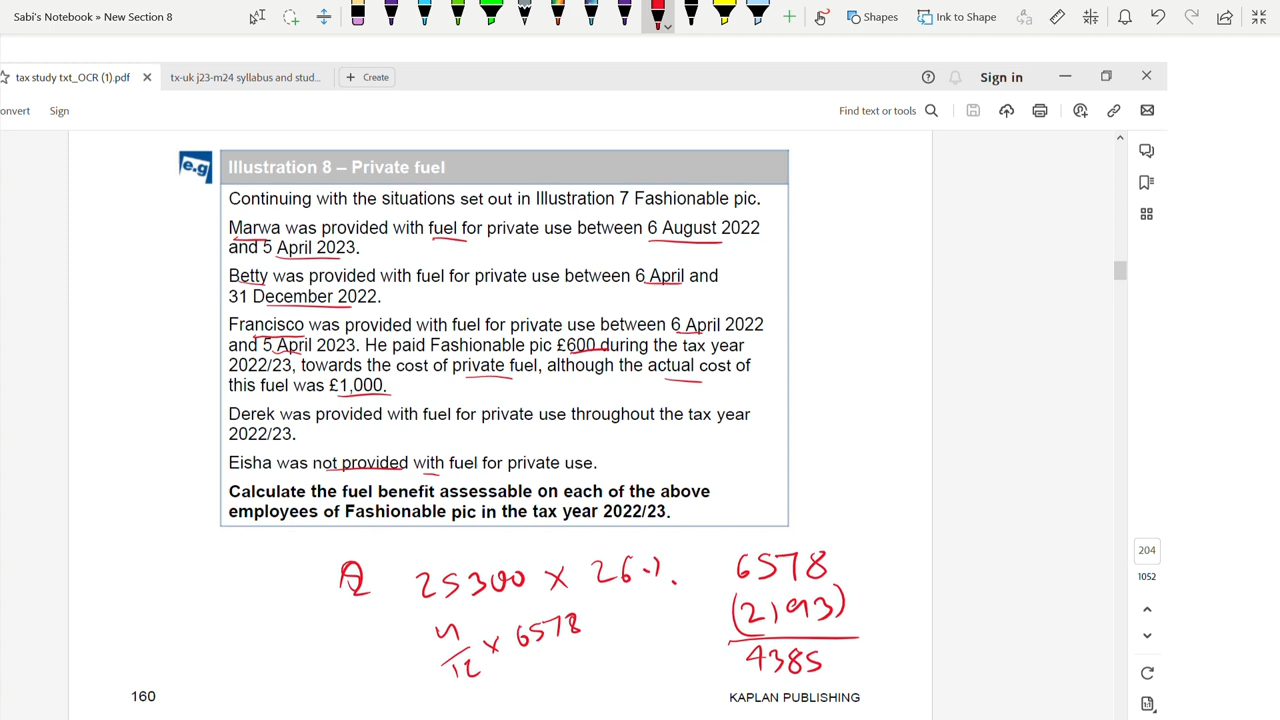 Sabi's Notebook » New Section 8
Shapes
Ink to Shape
tax study txt_OCR (1).pdf
tx-uk j23-m24 syllabus and stud...
Create
Sign in
onvert
Sign
Find text or tools
e.g
Illustration 8 – Private fuel
Continuing with the situations set out in Illustration 7 Fashionable pic.
Marwa was provided with fuel for private use between 6 August 2022
and 5 April 2023.
Betty was provided with fuel for private use between 6 April and
31 December 2022.
Francisco was provided with fuel for private use between 6 April 2022
and 5 April 2023. He paid Fashionable pic £600 during the tax year
2022/23, towards the cost of private fuel, although the actual cost of
this fuel was £1,000.
Derek was provided with fuel for private use throughout the tax year
2022/23.
Eisha was not provided with fuel for private use.
Calculate the fuel benefit assessable on each of the above
employees of Fashionable pic in the tax year 2022/23.
25300 × 26%. 6578
4/12 × 6578 (2193)
4385
160
KAPLAN PUBLISHING
204
1052
1:1